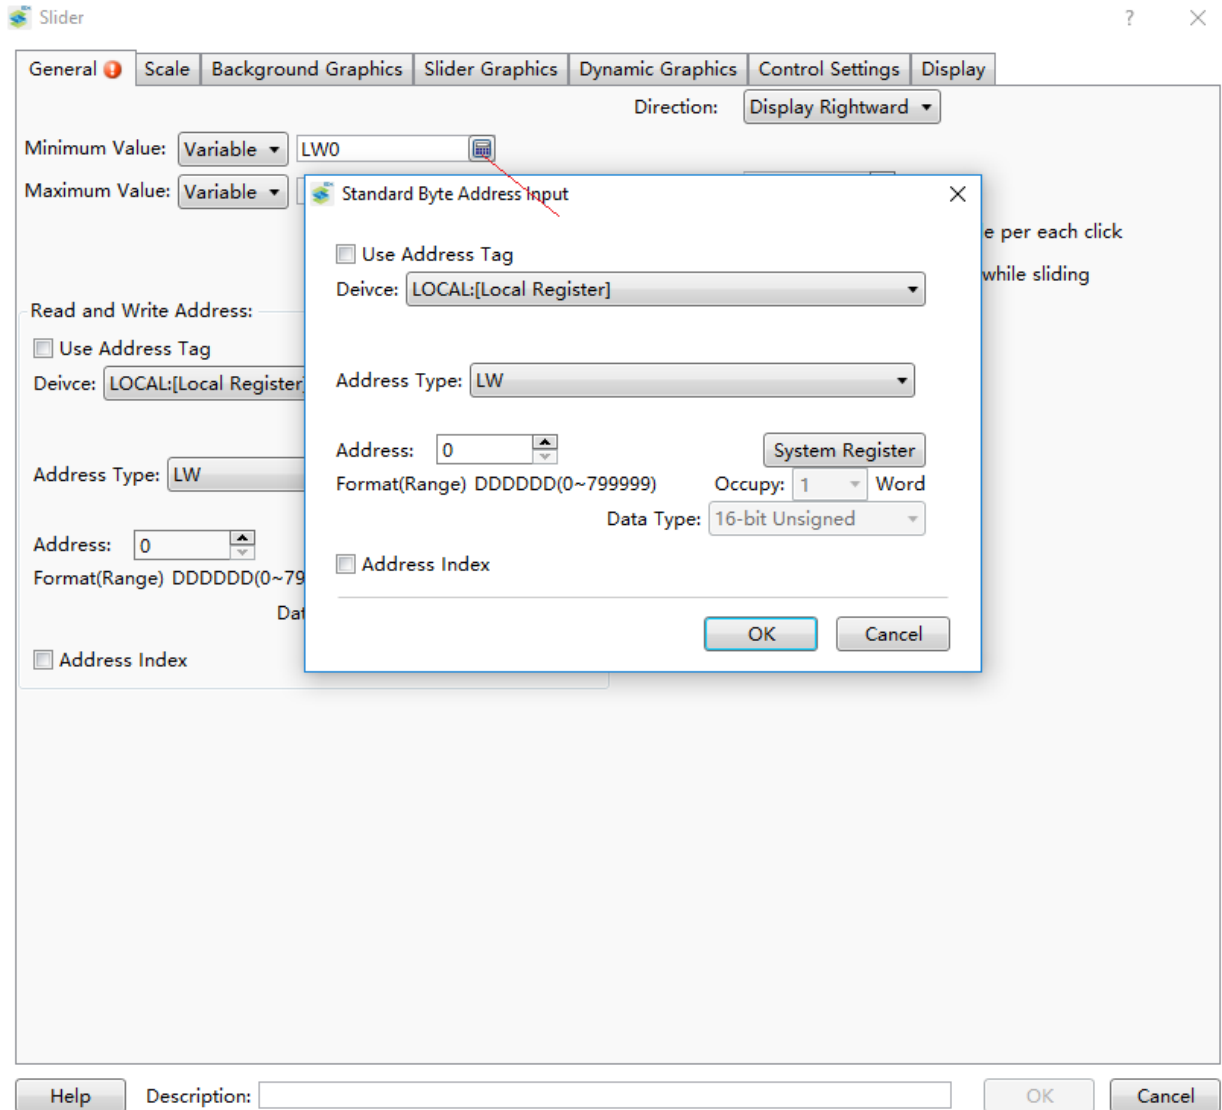 Slider
General Scale Background Graphics Slider Graphics Dynamic Graphics Control Settings Display
Direction: Display Rightward
Minimum Value: Variable LW0
Maximum Value: Variable
Standard Byte Address Input
Use Address Tag
Deivce: LOCAL:[Local Register]
Address Type: LW
Address: 0 System Register
Format(Range) DDDDDD(0~799999) Occupy: 1 Word
Data Type: 16-bit Unsigned
Address Index
OK Cancel
e per each click
while sliding
Read and Write Address:
Use Address Tag
Deivce: LOCAL:[Local Register
Address Type: LW
Address: 0
Format(Range) DDDDDD(0~79
Dat
Address Index
Help Description: OK Cancel